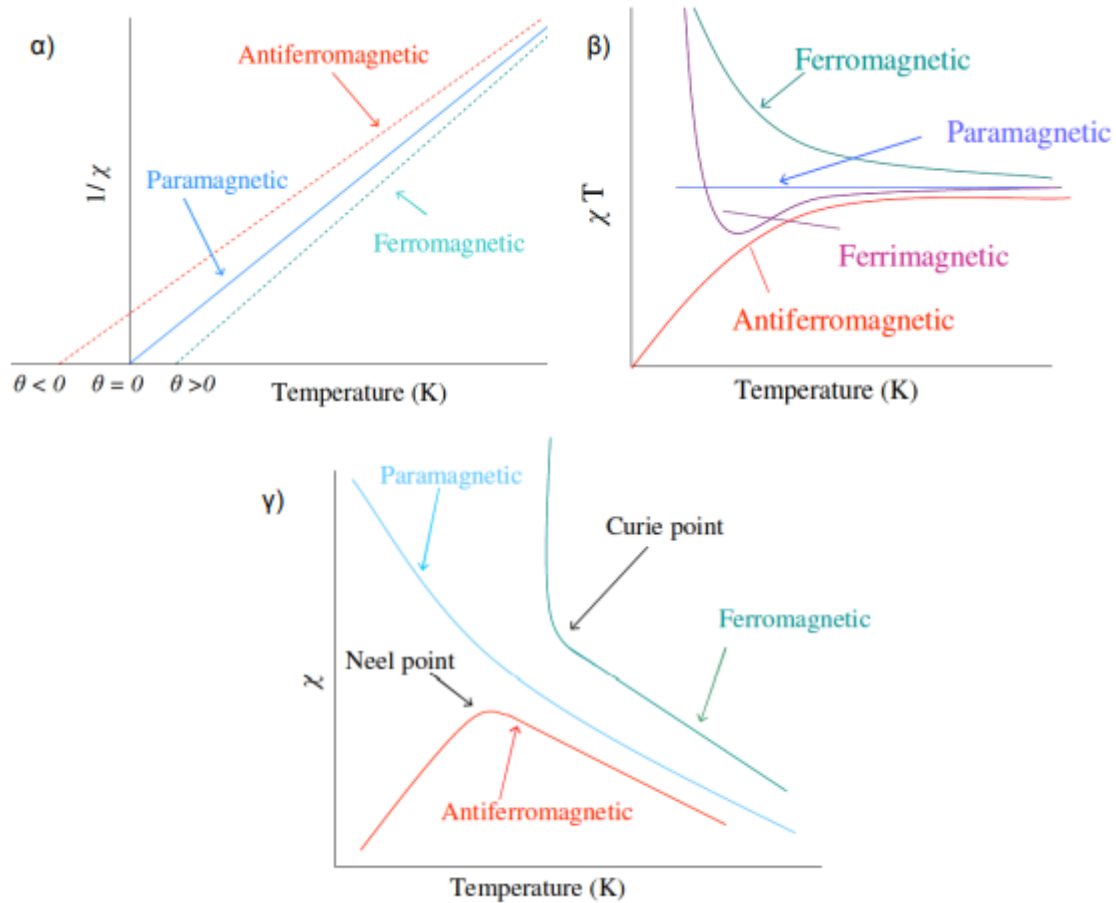 α)
Antiferromagnetic
1/ χ
Paramagnetic
Ferromagnetic
θ < 0 θ = 0 θ >0 Temperature (K)
β)
Ferromagnetic
Paramagnetic
χ T
Ferrimagnetic
Antiferromagnetic
Temperature (K)
γ)
Paramagnetic
Curie point
Ferromagnetic
Neel point
χ
Antiferromagnetic
Temperature (K)